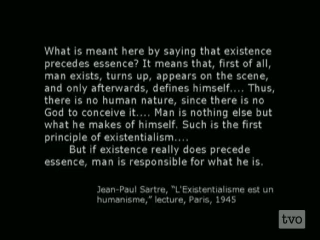 What is meant here by saying that existence
precedes essence? It means that, first of all,
man exists, turns up, appears on the scene,
and only afterwards, defines himself.... Thus,
there is no human nature, since there is no
God to conceive it.... Man is nothing else but
what he makes of himself. Such is the first
principle of existentialism....
But if existence really does precede
essence, man is responsible for what he is.
Jean-Paul Sartre, "L'Existentialisme est un
humanisme," lecture, Paris, 1945
tvo